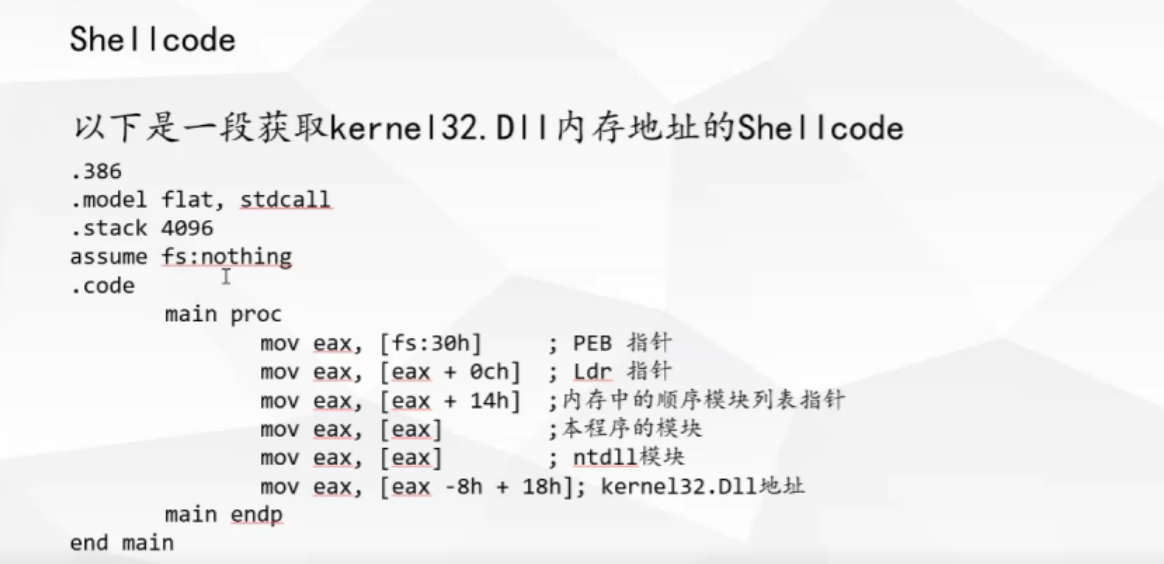 Shellcode
以下是一段获取kernel32.Dll内存地址的Shellcode
.386
.model flat, stdcall
.stack 4096
assume fs:nothing
.code
main proc
mov eax, [fs:30h] ; PEB 指针
mov eax, [eax + 0ch] ; Ldr 指针
mov eax, [eax + 14h] ;内存中的顺序模块列表指针
mov eax, [eax] ;本程序的模块
mov eax, [eax] ; ntdll模块
mov eax, [eax -8h + 18h]; kernel32.Dll地址
main endp
end main